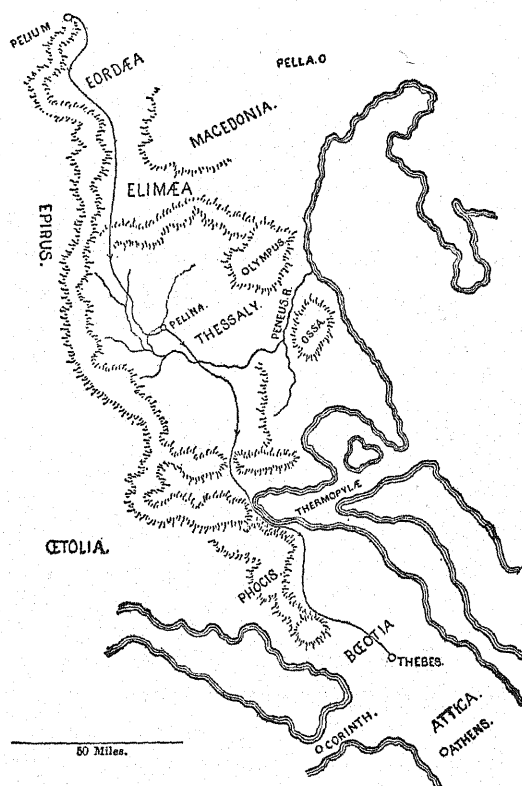 PELIUM
EORDÆA
PELLA.O
MACEDONIA.
ELIMÆA
EPIRUS.
OLYMPUS
PELINA.
THESSALY.
PENEUS.R.
OSSA.
THERMOPYLÆ
ŒTOLIA.
PHOCIS.
BŒOTIA
THEBES.
ATTICA.
CORINTH.
ATHENS.
50 Miles.